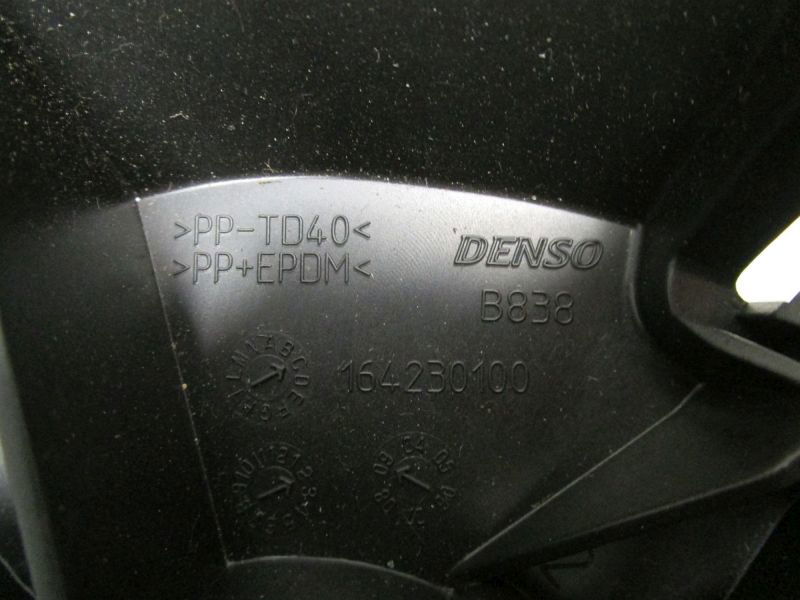 >PP-TD40<
>PP+EPDM<
DENSO
B838
164230100